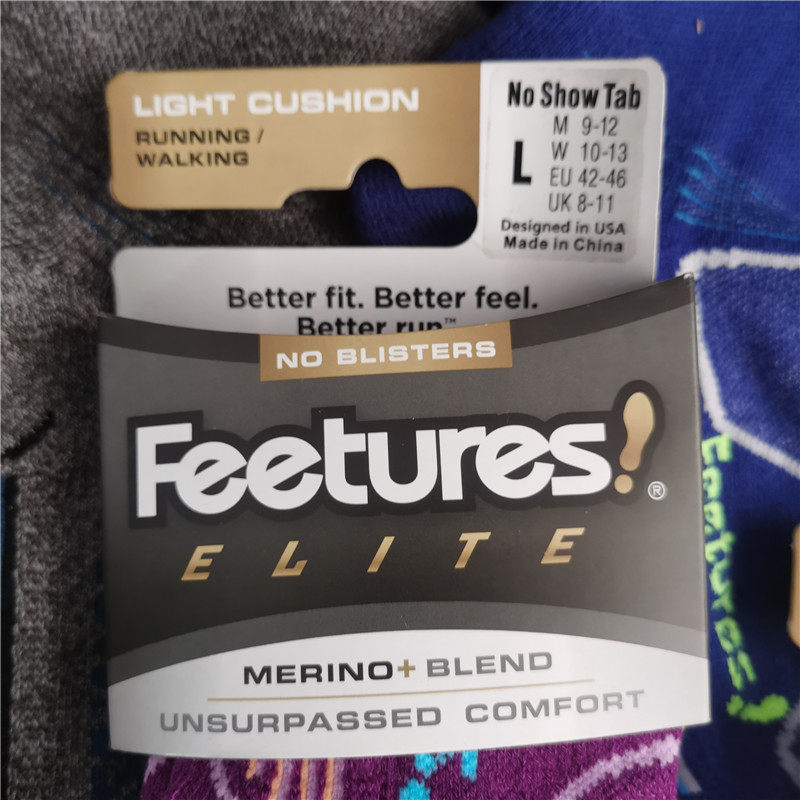 LIGHT CUSHION
RUNNING /
WALKING
No Show Tab
L
M 9-12
W 10-13
EU 42-46
UK 8-11
Designed in USA
Made in China
Better fit. Better feel.
Better run™
NO BLISTERS
Feetures!®
ELITE
MERINO+ BLEND
UNSURPASSED COMFORT
Feetures!